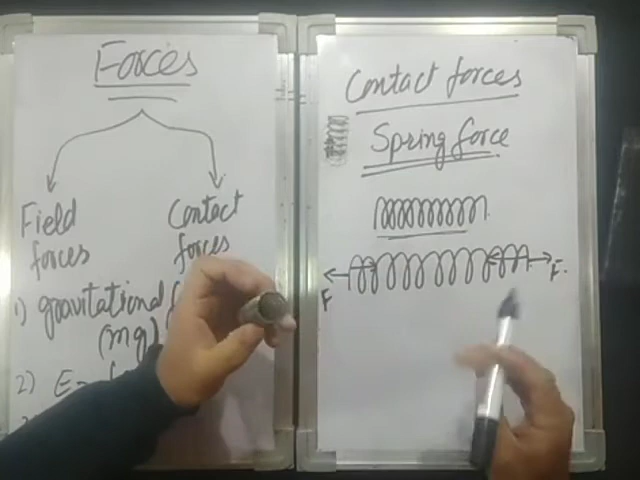 Forces
Field
forces
Contact
forces
1) gravitational
(mg)
2) E
Contact forces
Spring force
F
F